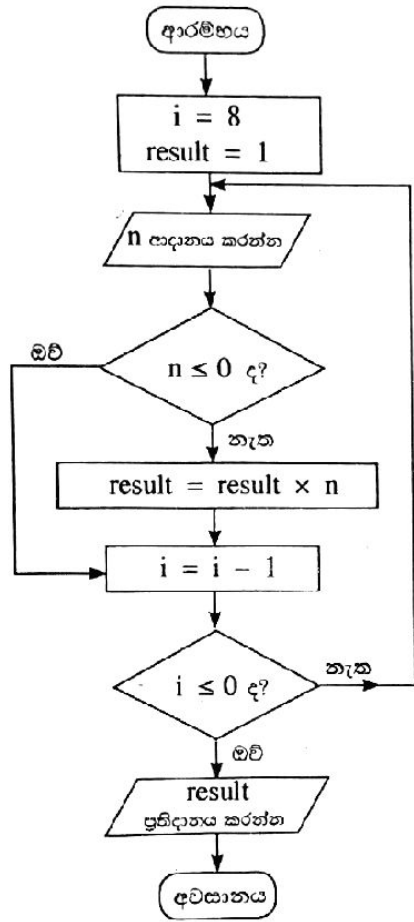 ආරම්භය
i = 8
result = 1
n ආදානය කරන්න
ඔව්
n ≤ 0 ද?
නැත
result = result × n
i = i − 1
i ≤ 0 ද?
නැත
ඔව්
result
ප්‍රතිදානය කරන්න
අවසානය